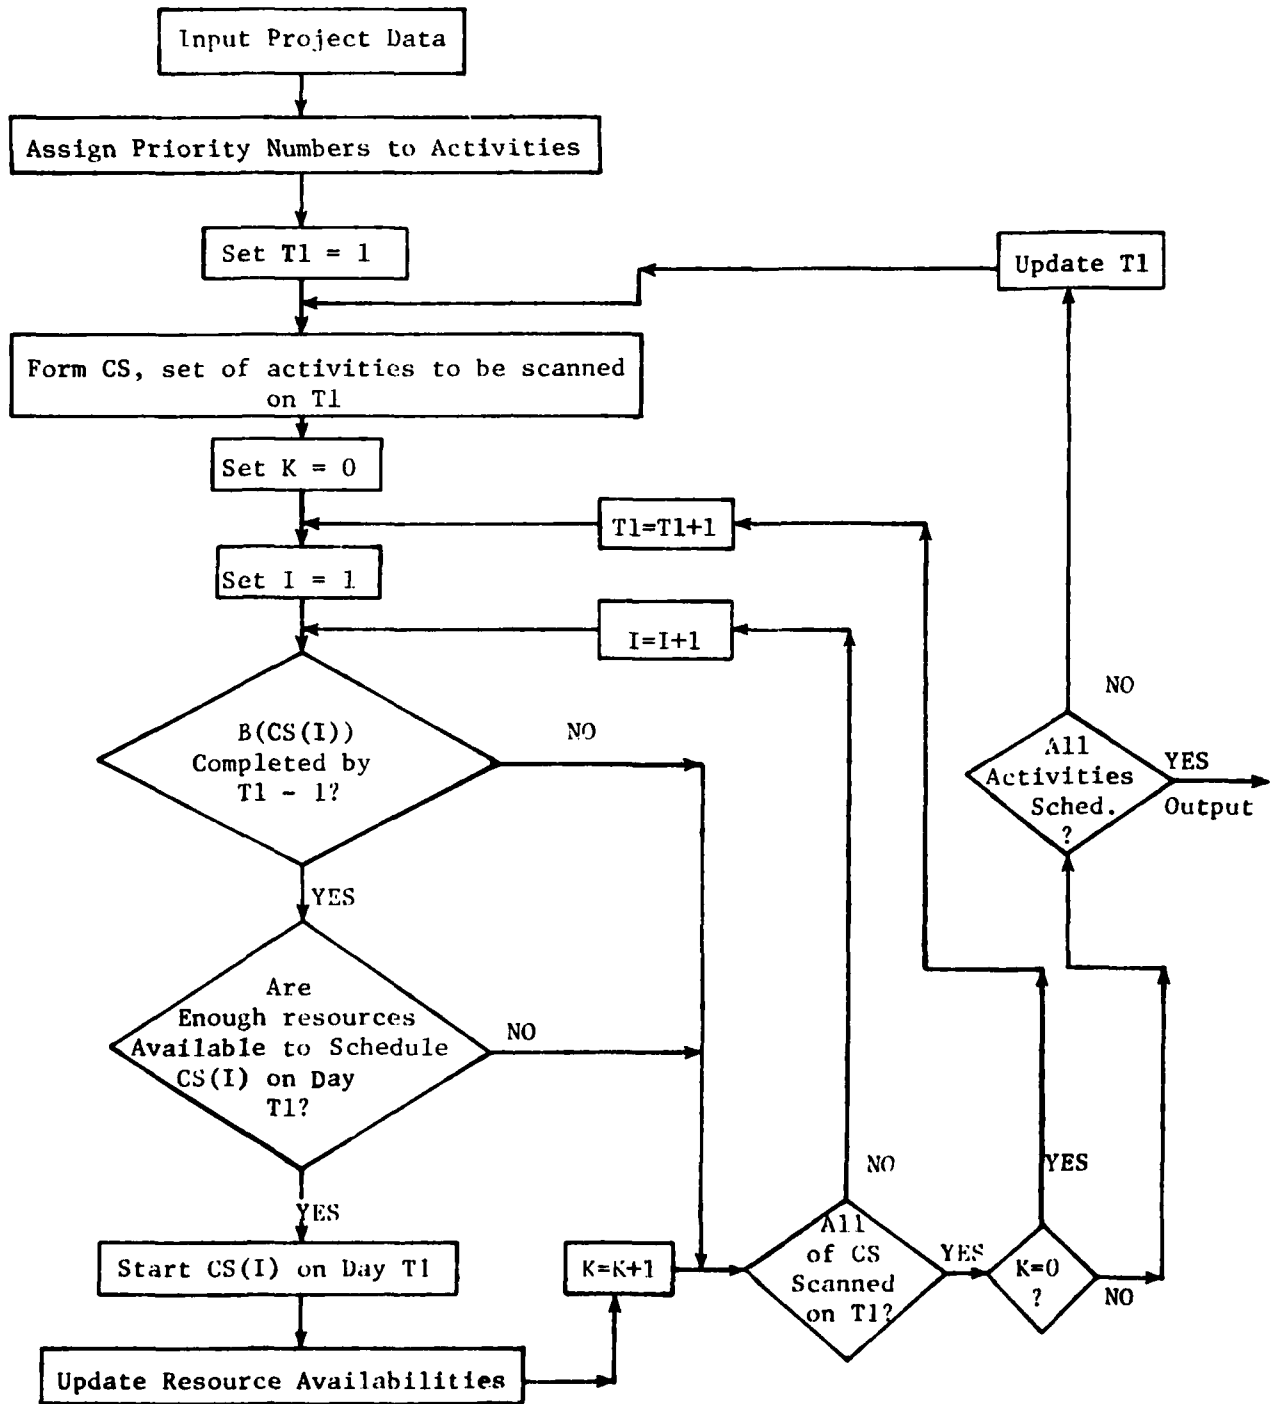 Input Project Data
Assign Priority Numbers to Activities
Set T1 = 1
Update T1
Form CS, set of activities to be scanned
on T1
Set K = 0
T1=T1+1
Set I = 1
I=I+1
B(CS(I))
Completed by
T1 - 1?
NO
YES
NO
All
Activities
Sched.
?
YES
Output
Are
Enough resources
Available to Schedule
CS(I) on Day
T1?
NO
YES
Start CS(I) on Day T1
Update Resource Availabilities
K=K+1
All
of CS
Scanned
on T1?
NO
YES
K=0
?
YES
NO